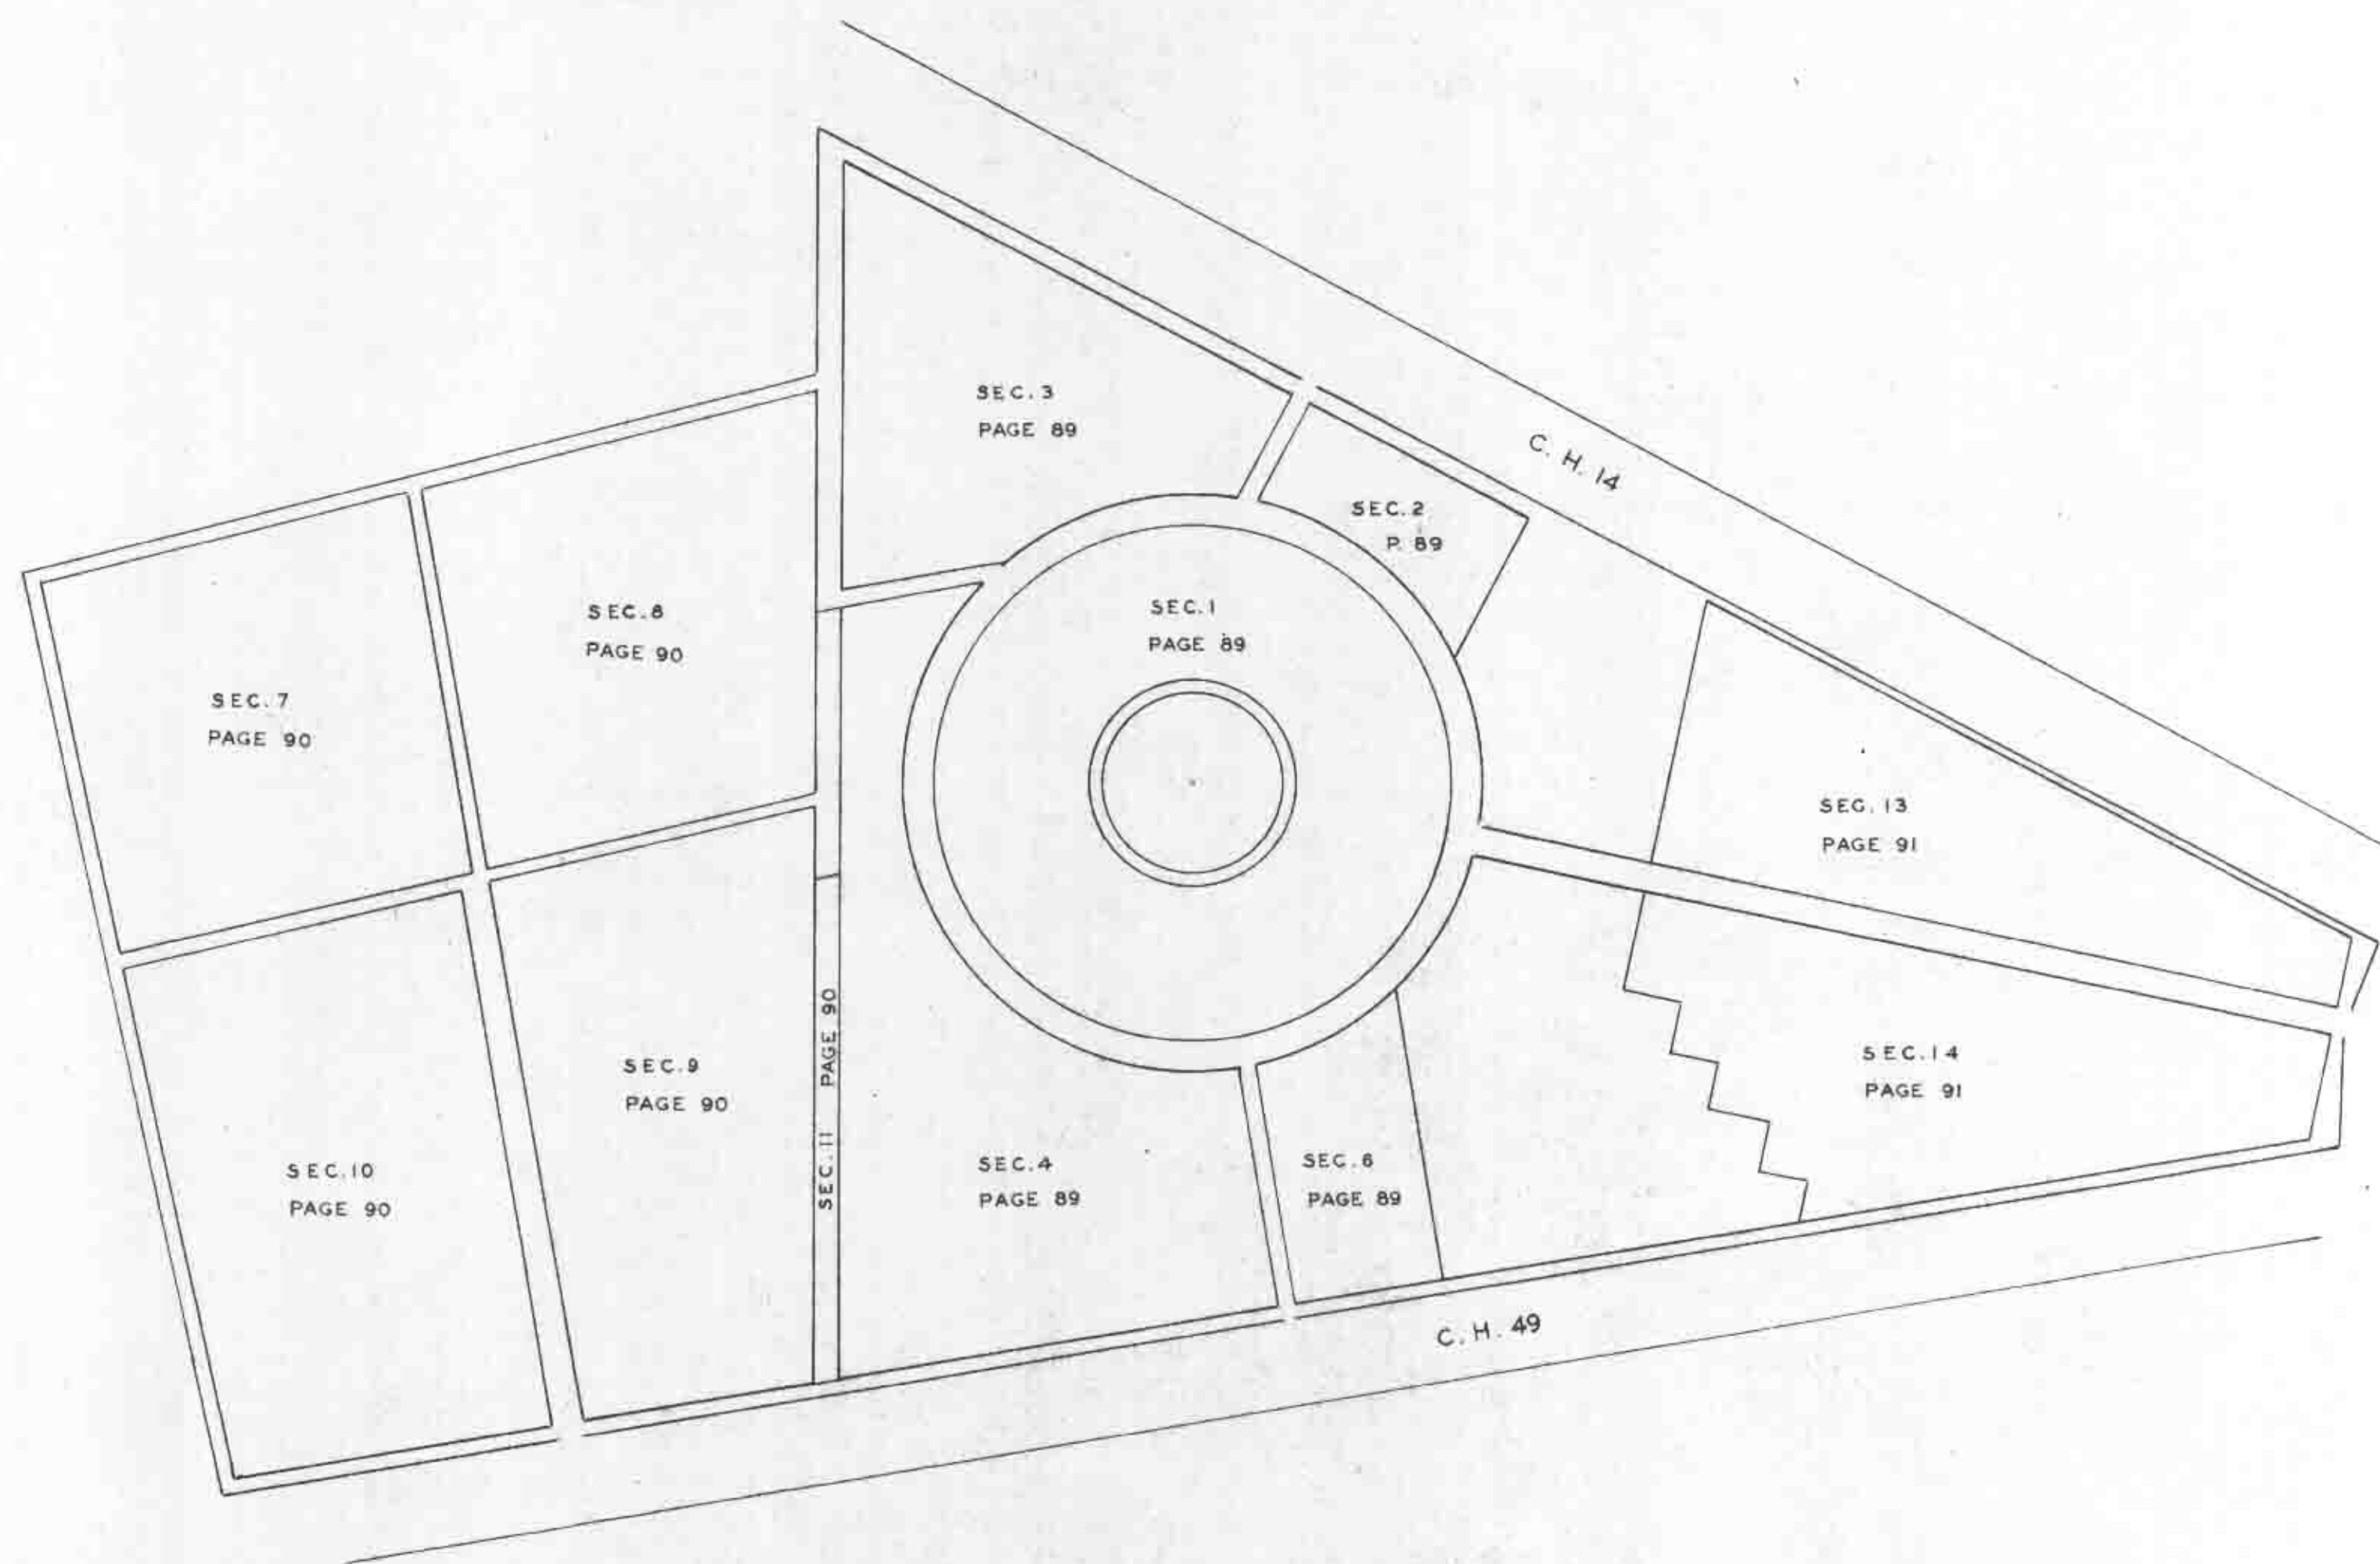 SEC. 3
PAGE 89
C. H. 14
SEC. 2
P. 89
SEC. 1
PAGE 89
SEC. 8
PAGE 90
SEC. 7
PAGE 90
SEC. 13
PAGE 91
SEC. 9
PAGE 90
SEC. 11 PAGE 90
SEC. 14
PAGE 91
SEC. 10
PAGE 90
SEC. 4
PAGE 89
SEC. 6
PAGE 89
C. H. 49